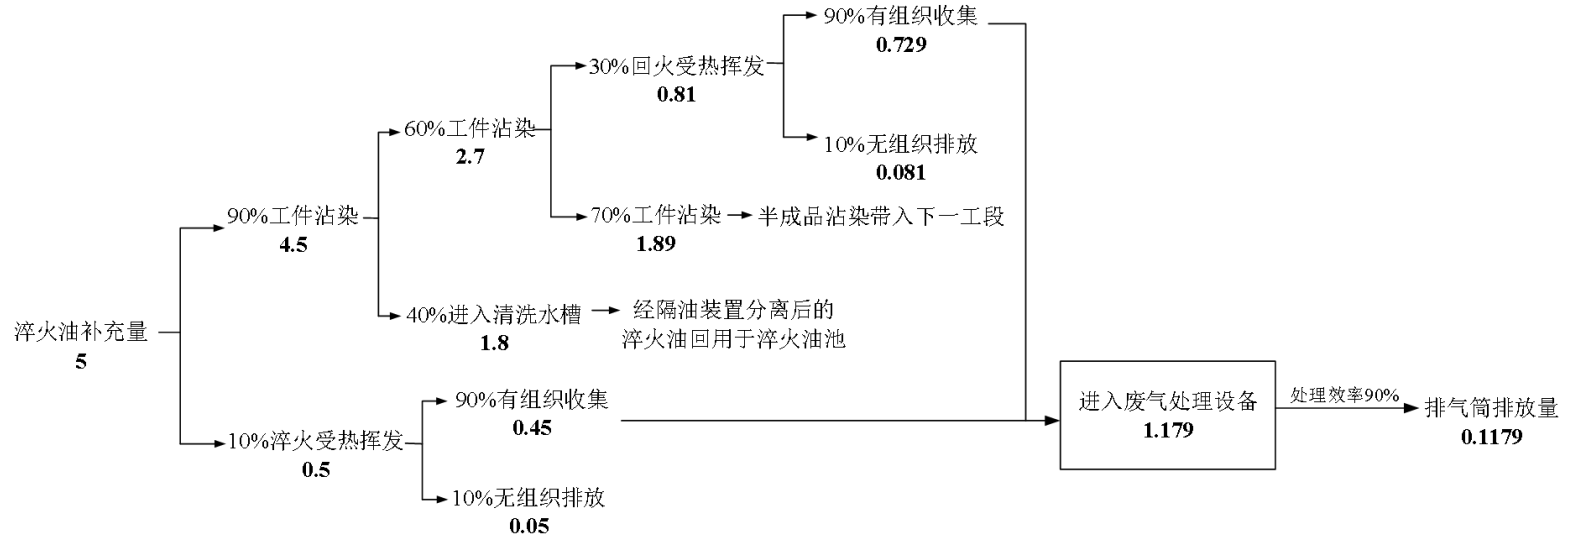 90%有组织收集
0.729
30%回火受热挥发
0.81
60%工件沾染
2.7
10%无组织排放
0.081
90%工件沾染
4.5
70%工件沾染
1.89
半成品沾染带入下一工段
40%进入清洗水槽
1.8
经隔油装置分离后的
淬火油回用于淬火油池
淬火油补充量
5
90%有组织收集
0.45
10%淬火受热挥发
0.5
10%无组织排放
0.05
进入废气处理设备
1.179
处理效率90%
排气筒排放量
0.1179